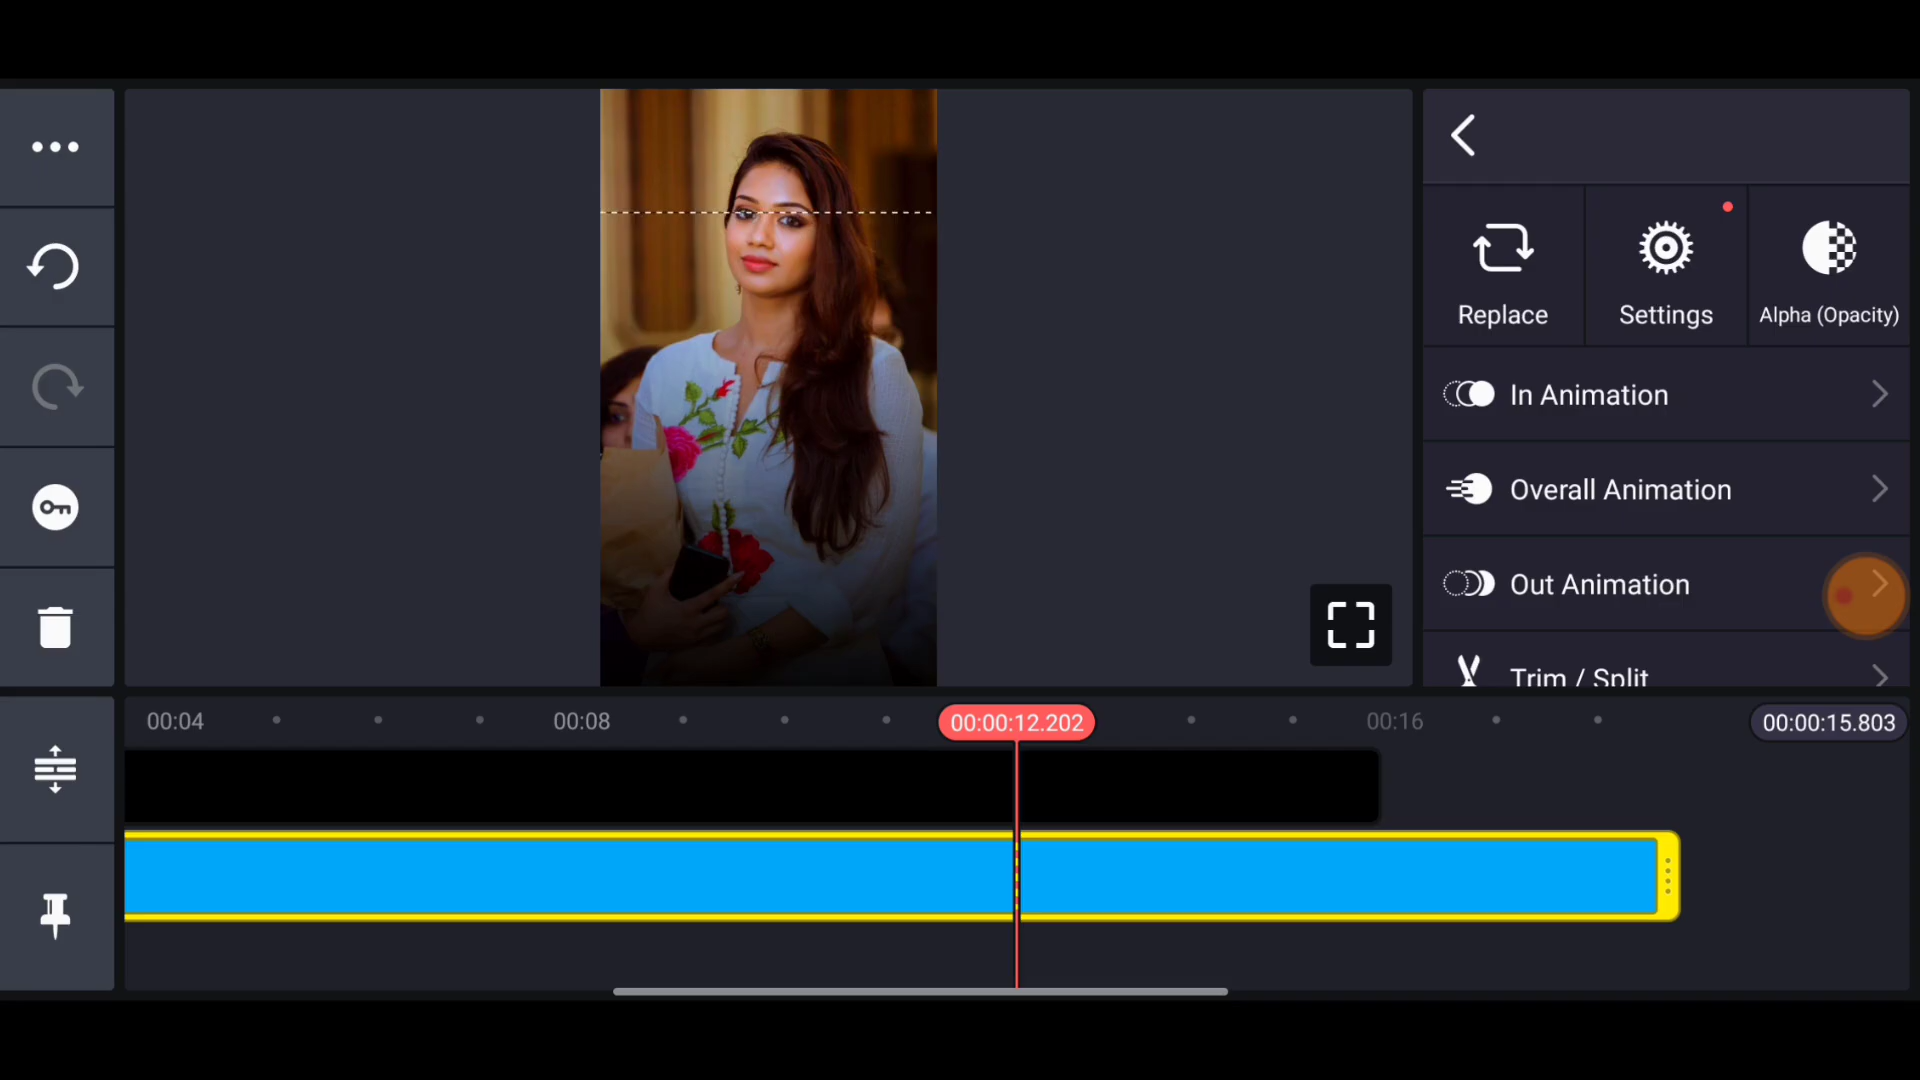 Replace
Settings
Alpha (Opacity)
In Animation
Overall Animation
Out Animation
Trim / Split
00:04
00:08
00:00:12.202
00:16
00:00:15.803